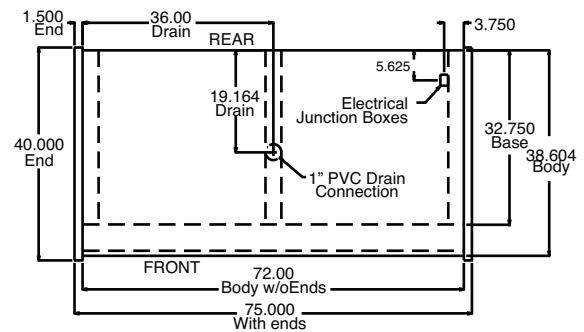 1.500
End
36.00
Drain
REAR
3.750
5.625
19.164
Drain
Electrical
Junction Boxes
40.000
End
32.750
Base
38.604
Body
1” PVC Drain
Connection
FRONT
72.00
Body w/oEnds
75.000
With ends